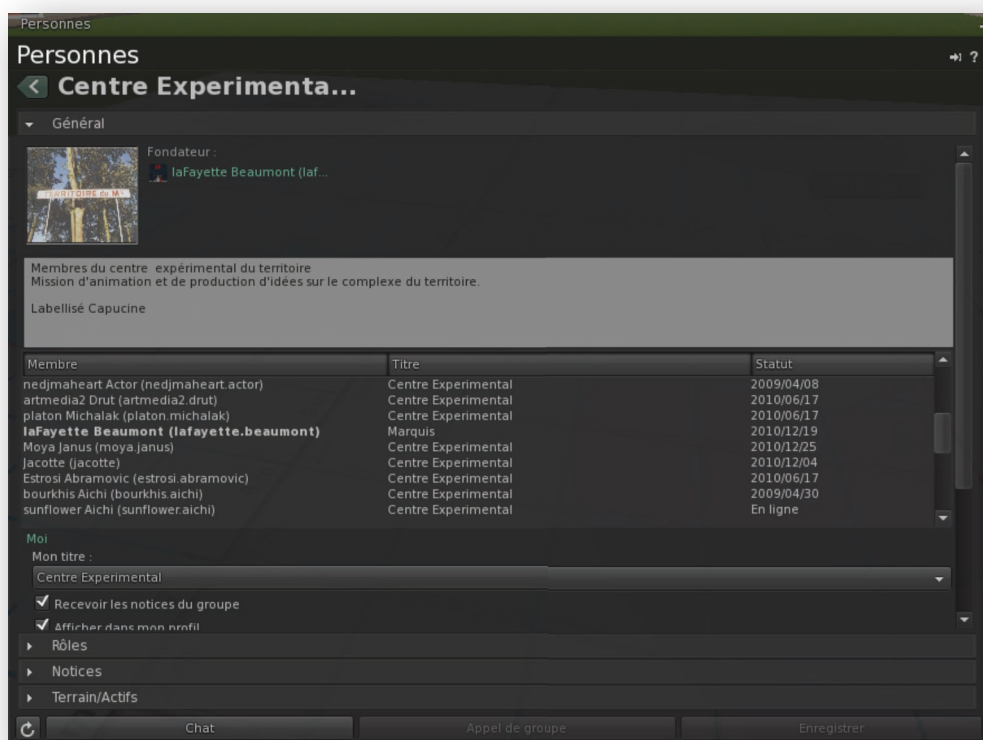 Personnes
Personnes
?
Centre Experimenta...
Général
Fondateur :
laFayette Beaumont (laf...
TERRITOIRE du M
Membres du centre expérimental du territoire
Mission d'animation et de production d'idées sur le complexe du territoire.
Labellisé Capucine
Membre Titre Statut
nedjmaheart Actor (nedjmaheart.actor) Centre Experimental 2009/04/08
artmedia2 Drut (artmedia2.drut) Centre Experimental 2010/06/17
platon Michalak (platon.michalak) Centre Experimental 2010/06/17
laFayette Beaumont (lafayette.beaumont) Marquis 2010/12/19
Moya Janus (moya.janus) Centre Experimental 2010/12/25
Jacotte (jacotte) Centre Experimental 2010/12/04
Estrosi Abramovic (estrosi.abramovic) Centre Experimental 2010/06/17
bourkhis Aichi (bourkhis.aichi) Centre Experimental 2009/04/30
sunflower Aichi (sunflower.aichi) Centre Experimental En ligne
Moi
Mon titre :
Centre Experimental
Recevoir les notices du groupe
Afficher dans mon profil
Rôles
Notices
Terrain/Actifs
Chat Appel de groupe Enregistrer